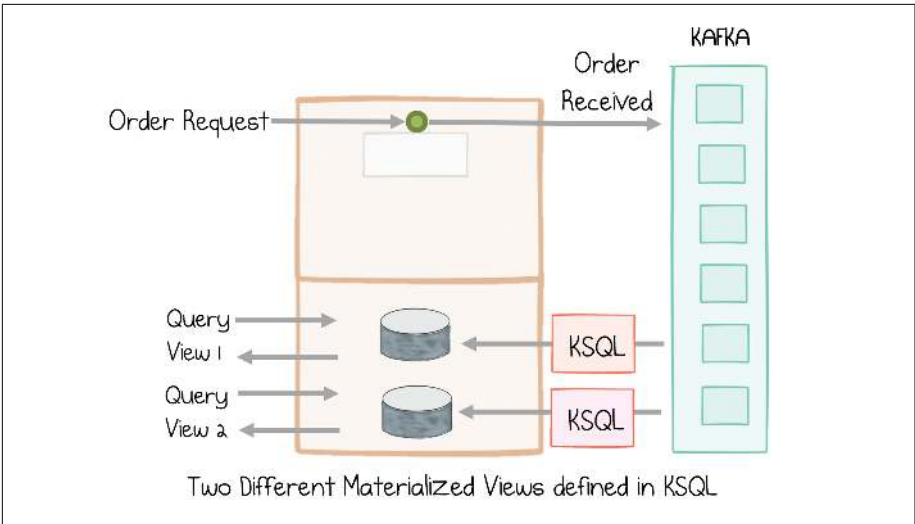 KAFKA
Order
Received
Order Request
Query
View 1
KSQL
Query
View 2
KSQL
Two Different Materialized Views defined in KSQL